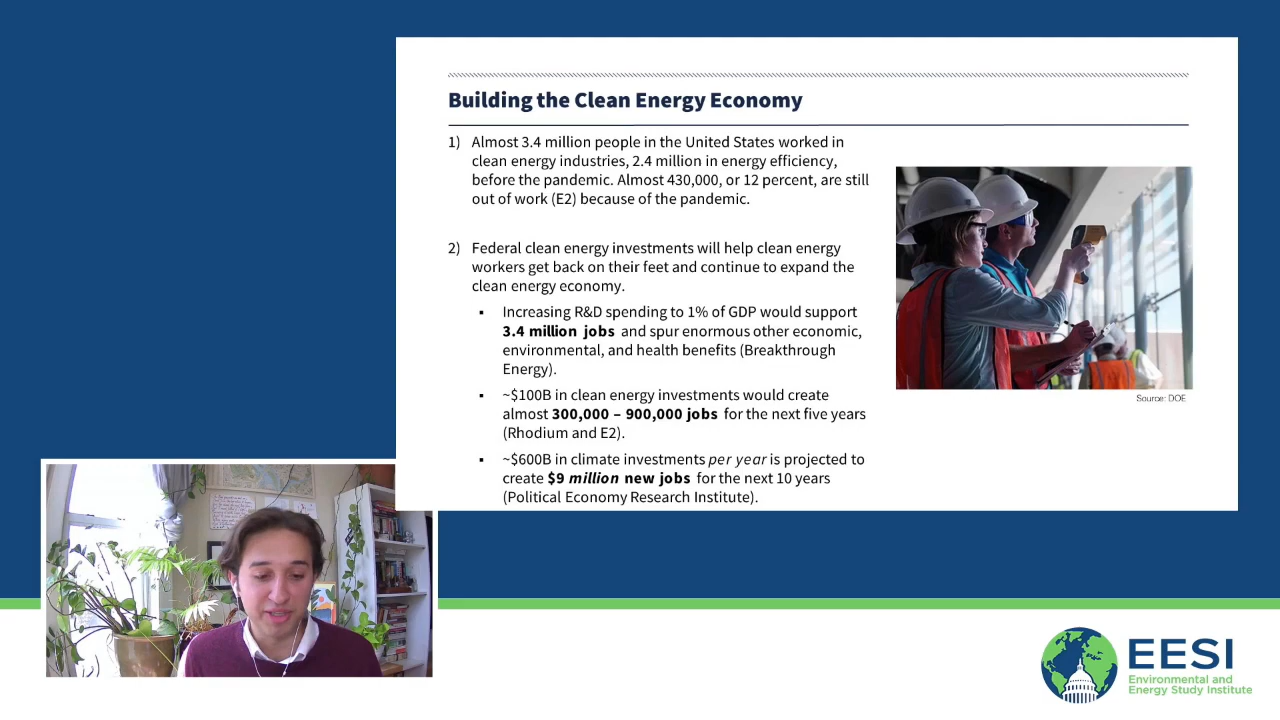 Building the Clean Energy Economy
1) Almost 3.4 million people in the United States worked in
clean energy industries, 2.4 million in energy efficiency,
before the pandemic. Almost 430,000, or 12 percent, are still
out of work (E2) because of the pandemic.
2) Federal clean energy investments will help clean energy
workers get back on their feet and continue to expand the
clean energy economy.
▪ Increasing R&D spending to 1% of GDP would support
3.4 million jobs and spur enormous other economic,
environmental, and health benefits (Breakthrough
Energy).
▪ ~$100B in clean energy investments would create
almost 300,000 – 900,000 jobs for the next five years
(Rhodium and E2).
▪ ~$600B in climate investments per year is projected to
create $9 million new jobs for the next 10 years
(Political Economy Research Institute).
Source: DOE
EESI
Environmental and
Energy Study Institute